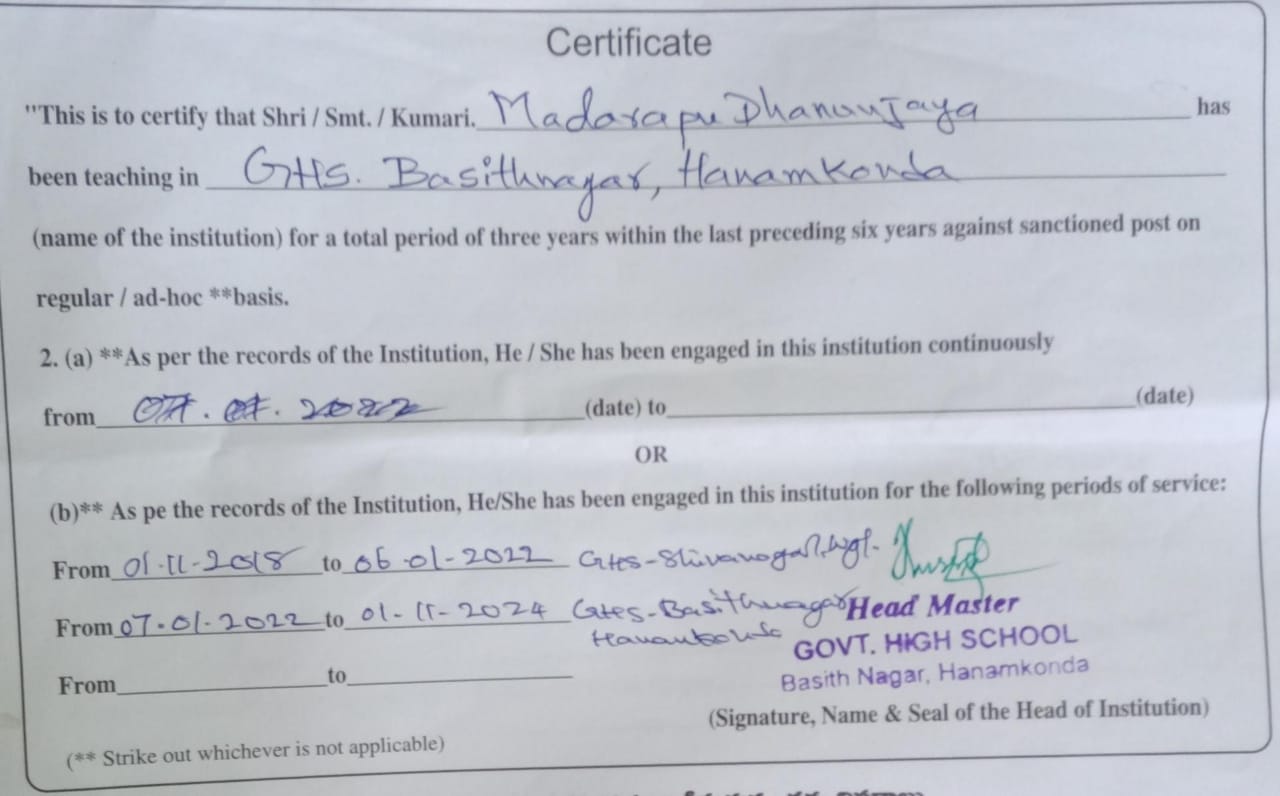 Certificate
"This is to certify that Shri / Smt. / Kumari. Madarapu Dhanunjaya has
been teaching in GHS. Basithnagar, Hanamkonda
(name of the institution) for a total period of three years within the last preceding six years against sanctioned post on
regular / ad-hoc **basis.
2. (a) **As per the records of the Institution, He / She has been engaged in this institution continuously
from 07. 01. 2022 (date) to (date)
OR
(b)** As pe the records of the Institution, He/She has been engaged in this institution for the following periods of service:
From 01-11-2018 to 06-01-2022 GHS-Shivanagar, Wgl.
From 07-01-2022 to 01-11-2024 GHS-Basithnagar
Hanamkonda
Head Master
GOVT. HIGH SCHOOL
Basith Nagar, Hanamkonda
From to
(Signature, Name & Seal of the Head of Institution)
(** Strike out whichever is not applicable)